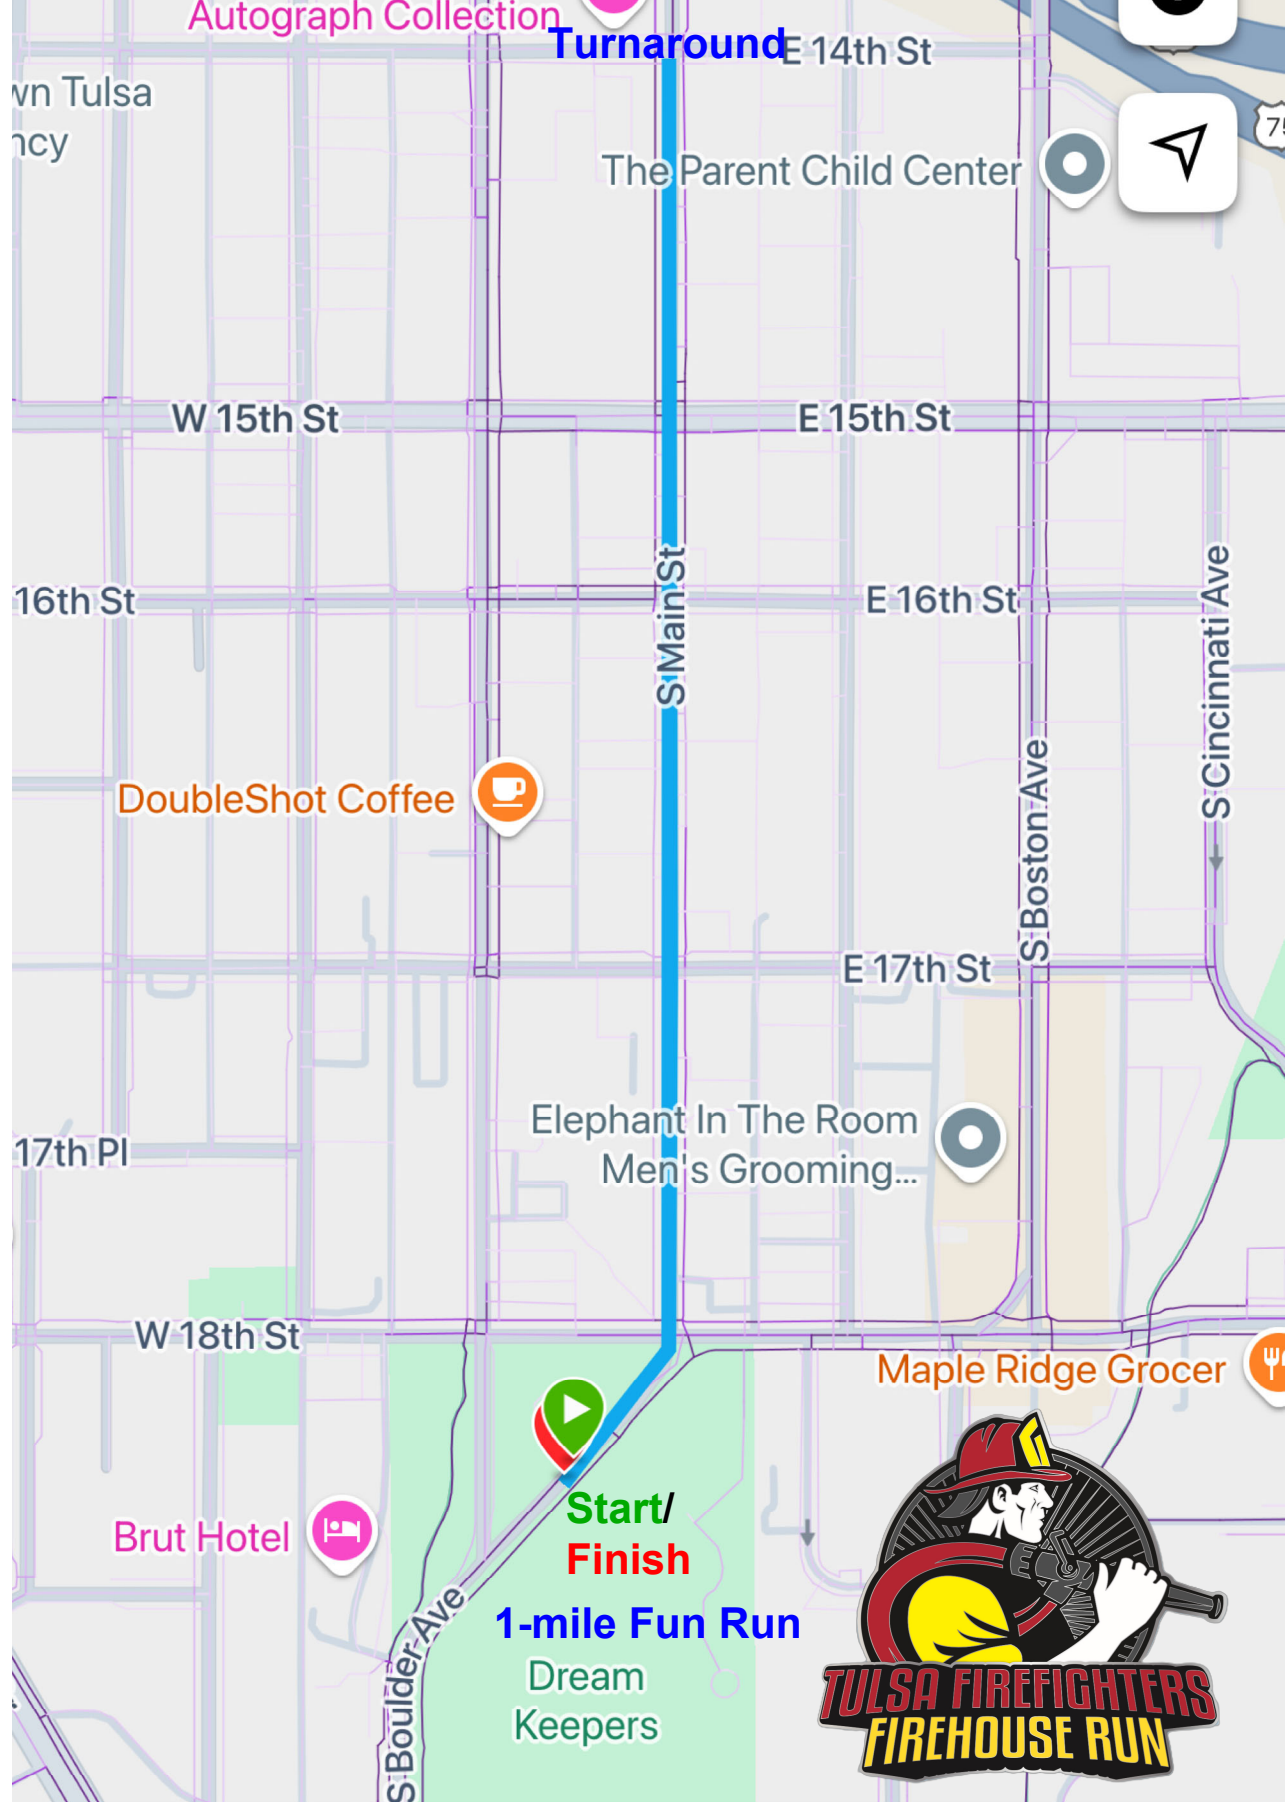 Autograph Collection
Turnaround
E 14th St
wn Tulsa
ncy
The Parent Child Center
W 15th St
E 15th St
S Main St
16th St
E 16th St
S Cincinnati Ave
DoubleShot Coffee
S Boston Ave
E 17th St
Elephant In The Room
Men's Grooming...
17th Pl
W 18th St
Maple Ridge Grocer
Start/
Finish
Brut Hotel
1-mile Fun Run
S Boulder Ave
Dream
Keepers
TULSA FIREFIGHTERS
FIREHOUSE RUN